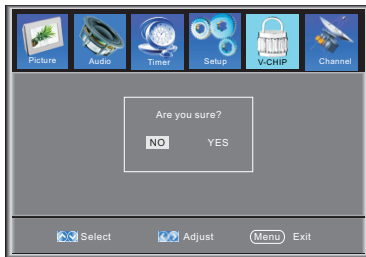 Picture Audio Timer Setup V-CHIP Channel
Are you sure?
NO YES
Select Adjust Menu Exit